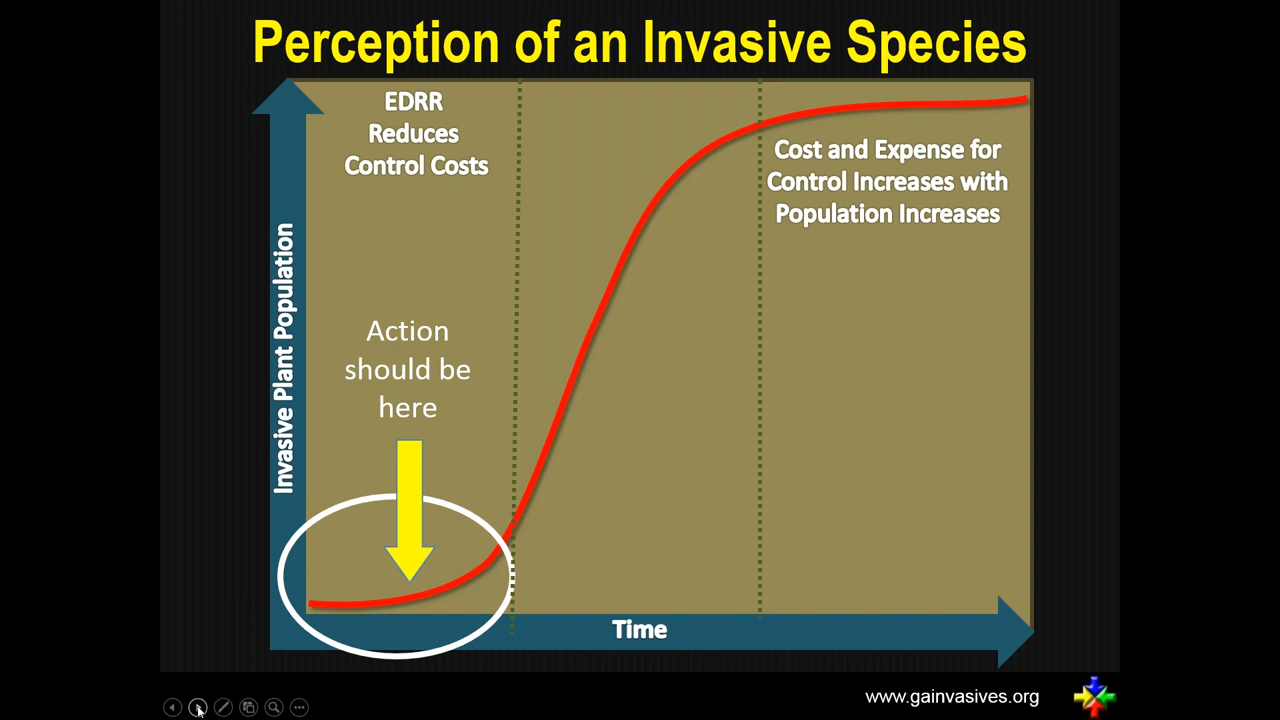 Perception of an Invasive Species
EDRR
Reduces
Control Costs
Cost and Expense for
Control Increases with
Population Increases
Action
should be
here
Invasive Plant Population
Time
www.gainvasives.org